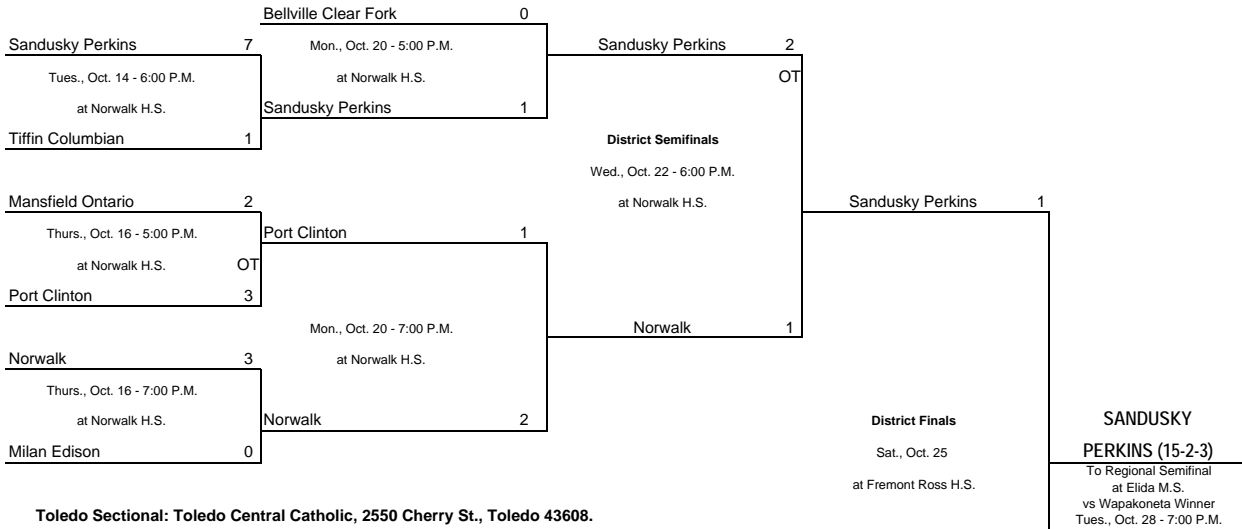 Bellville Clear Fork 0
Sandusky Perkins 7
Mon., Oct. 20 - 5:00 P.M.
Sandusky Perkins 2
Tues., Oct. 14 - 6:00 P.M.
at Norwalk H.S.
OT
at Norwalk H.S.
Sandusky Perkins 1
Tiffin Columbian 1
District Semifinals
Wed., Oct. 22 - 6:00 P.M.
Mansfield Ontario 2
at Norwalk H.S.
Sandusky Perkins 1
Thurs., Oct. 16 - 5:00 P.M.
Port Clinton 1
at Norwalk H.S. OT
Port Clinton 3
Mon., Oct. 20 - 7:00 P.M.
Norwalk 1
Norwalk 3
at Norwalk H.S.
Thurs., Oct. 16 - 7:00 P.M.
at Norwalk H.S.
Norwalk 2
District Finals
SANDUSKY
Milan Edison 0
Sat., Oct. 25
PERKINS (15-2-3)
To Regional Semifinal
at Fremont Ross H.S.
at Elida M.S.
vs Wapakoneta Winner
Toledo Sectional: Toledo Central Catholic, 2550 Cherry St., Toledo 43608.
Tues., Oct. 28 - 7:00 P.M.